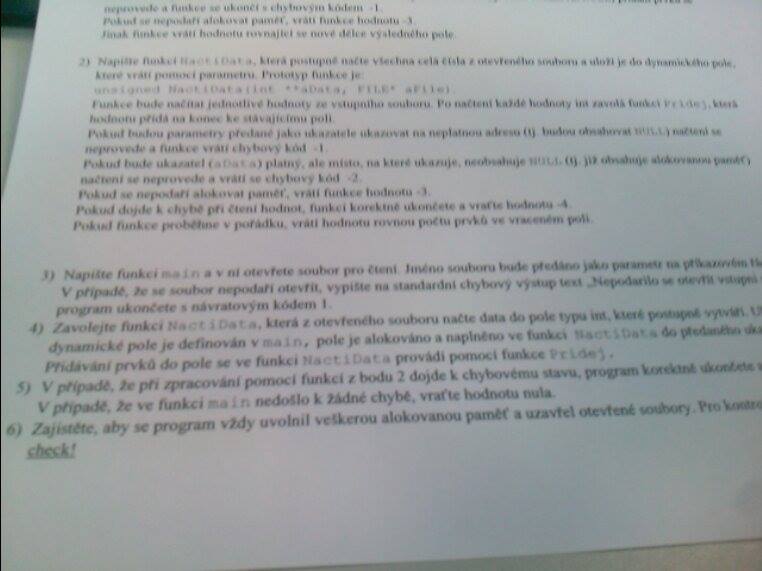 neprovede a funkce se ukončí s chybovým kódem -1.
Pokud se nepodaří alokovat paměť, vrátí funkce hodnotu -3.
Jinak funkce vrátí hodnotu rovnající se nové délce výsledného pole.
2) Napište funkci NactiData, která postupně načte všechna celá čísla z otevřeného souboru a uloží je do dynamického pole,
které vrátí pomocí parametru. Prototyp funkce je:
unsigned NactiData(int **aData, FILE* aFile).
Funkce bude načítat jednotlivé hodnoty ze vstupního souboru. Po načtení každé hodnoty int zavolá funkci Pridej, která
hodnotu přidá na konec ke stávajícímu poli.
Pokud budou parametry předané jako ukazatele ukazovat na neplatnou adresu (tj. budou obsahovat NULL) načtení se
neprovede a funkce vrátí chybový kód -1.
Pokud bude ukazatel (aData) platný, ale místo, na které ukazuje, neobsahuje NULL (tj. již obsahuje alokovanou paměť)
načtení se neprovede a vrátí se chybový kód -2.
Pokud se nepodaří alokovat paměť, vrátí funkce hodnotu -3.
Pokud dojde k chybě při čtení hodnot, funkci korektně ukončete a vraťte hodnotu -4.
Pokud funkce proběhne v pořádku, vrátí hodnotu rovnou počtu prvků ve vraceném poli.
3) Napište funkci main a v ní otevřete soubor pro čtení. Jméno souboru bude předáno jako parametr na příkazovém
V případě, že se soubor nepodaří otevřít, vypište na standardní chybový výstup text „Nepodarilo se otevrit vstupni
program ukončete s návratovým kódem 1.
4) Zavolejte funkci NactiData, která z otevřeného souboru načte data do pole typu int, které postupně vytváří.
dynamické pole je definován v main, pole je alokováno a naplněno ve funkci NactiData do předaného
Přidávání prvků do pole se ve funkci NactiData provádí pomocí funkce Pridej.
5) V případě, že při zpracování pomocí funkcí z bodu 2 dojde k chybovému stavu, program korektně ukončete
V případě, že ve funkci main nedošlo k žádné chybě, vraťte hodnotu nula.
6) Zajistěte, aby se program vždy uvolnil veškerou alokovanou paměť a uzavřel otevřené soubory. Pro
check!